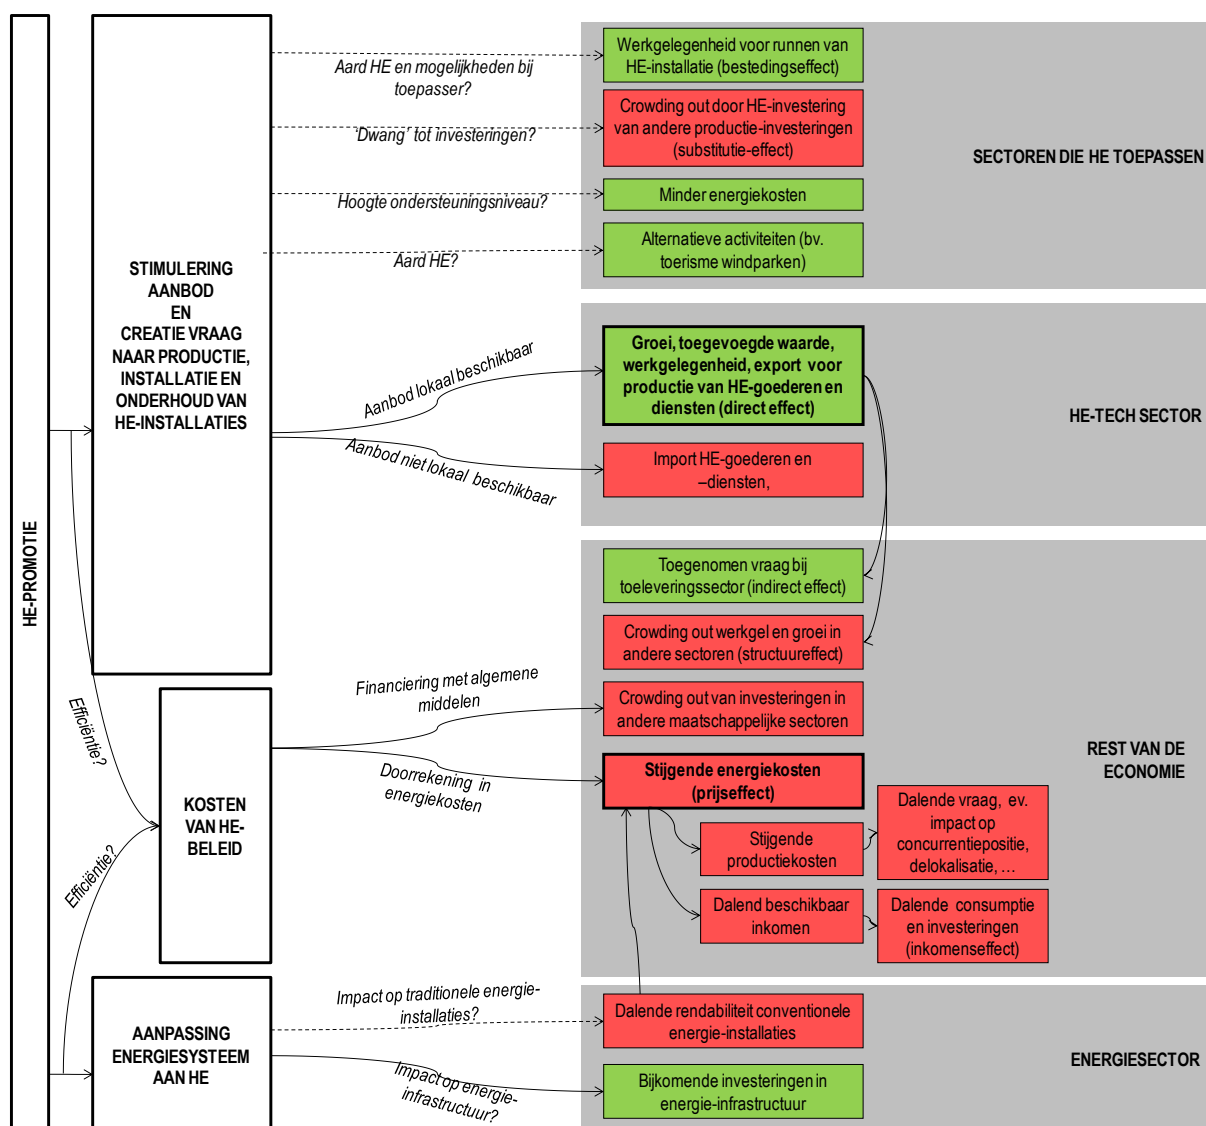 HE-PROMOTIE
STIMULERING
AANBOD
EN
CREATIE VRAAG
NAAR PRODUCTIE,
INSTALLATIE EN
ONDERHOUD VAN
HE-INSTALLATIES
Aard HE en mogelijkheden bij
toepasser?
'Dwang' tot investeringen?
Hoogte ondersteuningsniveau?
Aard HE?
Werkgelegenheid voor runnen van
HE-installatie (bestedingseffect)
Crowding out door HE-investering
van andere productie-investeringen
(substitutie-effect)
Minder energiekosten
Alternatieve activiteiten (bv.
toerisme windparken)
SECTOREN DIE HE TOEPASSEN
Aanbod lokaal beschikbaar
Aanbod niet lokaal beschikbaar
Groei, toegevoegde waarde,
werkgelegenheid, export voor
productie van HE-goederen en
diensten (direct effect)
Import HE-goederen en
–diensten,
HE-TECH SECTOR
Efficiëntie?
Efficiëntie?
KOSTEN
VAN HE-
BELEID
Financiering met algemene
middelen
Doorrekening in
energiekosten
Toegenomen vraag bij
toeleveringssector (indirect effect)
Crowding out werkgel en groei in
andere sectoren (structuureffect)
Crowding out van investeringen in
andere maatschappelijke sectoren
Stijgende energiekosten
(prijseffect)
Stijgende
productiekosten
Dalende vraag, ev.
impact op
concurrentiepositie,
delokalisatie, …
Dalend beschikbaar
inkomen
Dalende consumptie
en investeringen
(inkomenseffect)
REST VAN DE
ECONOMIE
AANPASSING
ENERGIESYSTEEM
AAN HE
Impact op traditionele energie-
installaties?
Impact op energie-
infrastructuur?
Dalende rendabiliteit conventionele
energie-installaties
Bijkomende investeringen in
energie-infrastructuur
ENERGIESECTOR